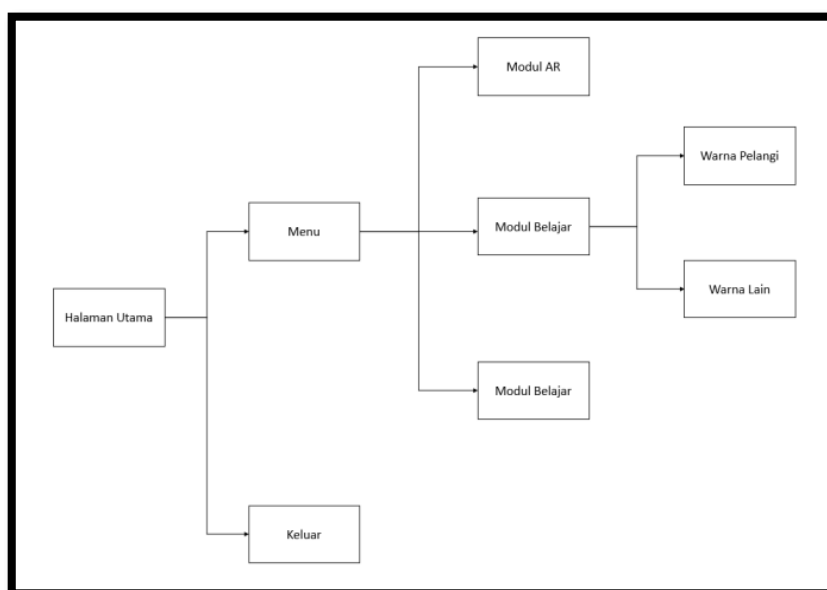 Modul AR
Warna Pelangi
Menu
Modul Belajar
Warna Lain
Halaman Utama
Modul Belajar
Keluar